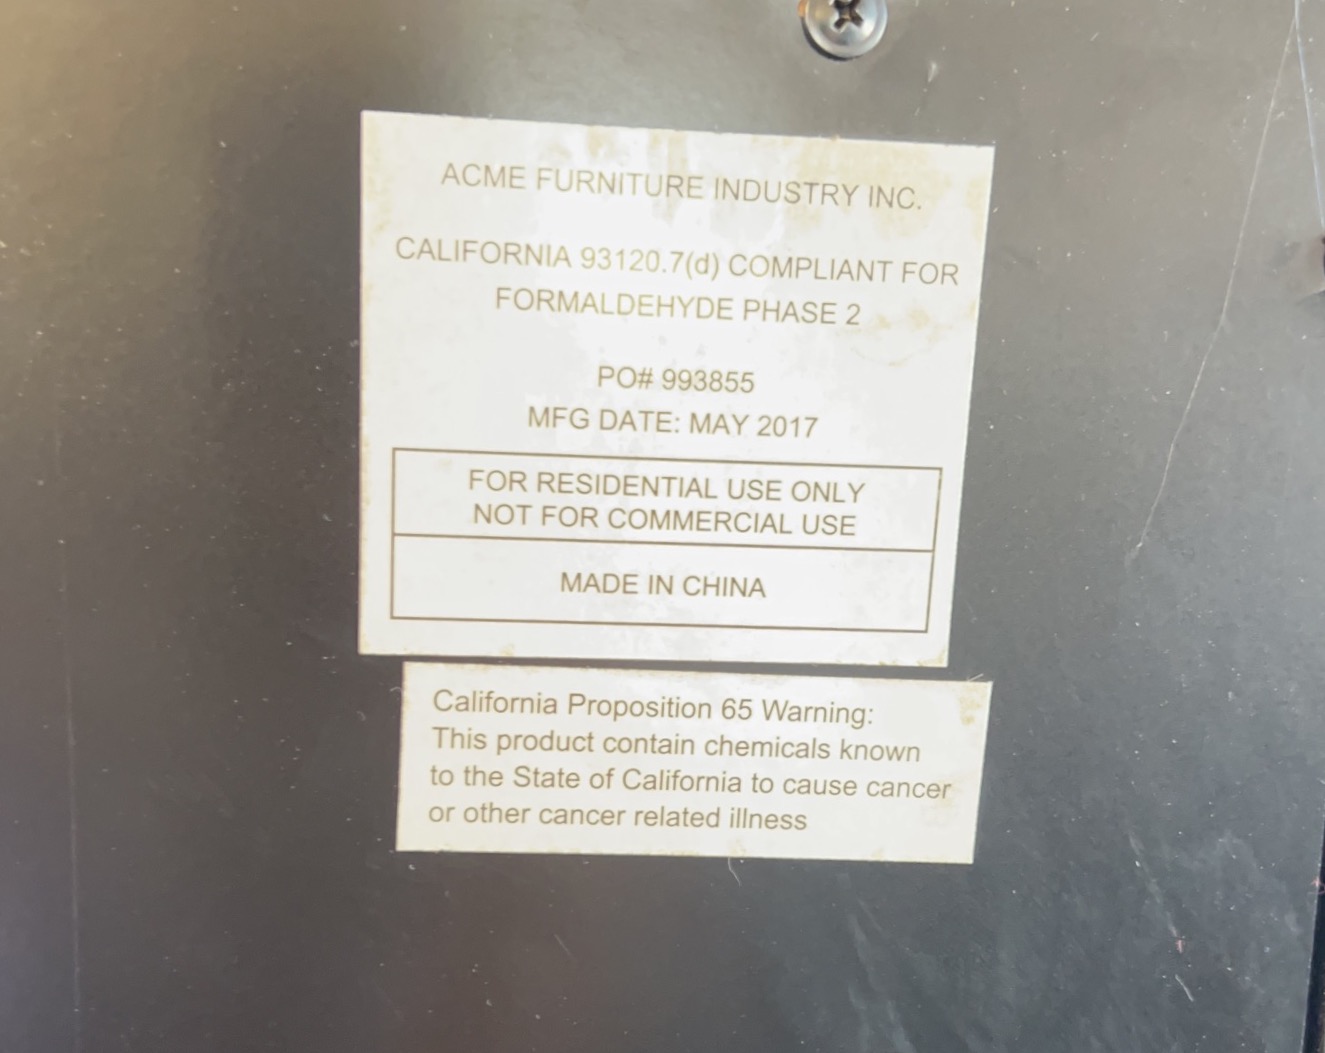 ACME FURNITURE INDUSTRY INC.
CALIFORNIA 93120.7(d) COMPLIANT FOR
FORMALDEHYDE PHASE 2
PO# 993855
MFG DATE: MAY 2017
FOR RESIDENTIAL USE ONLY
NOT FOR COMMERCIAL USE
MADE IN CHINA
California Proposition 65 Warning:
This product contain chemicals known
to the State of California to cause cancer
or other cancer related illness